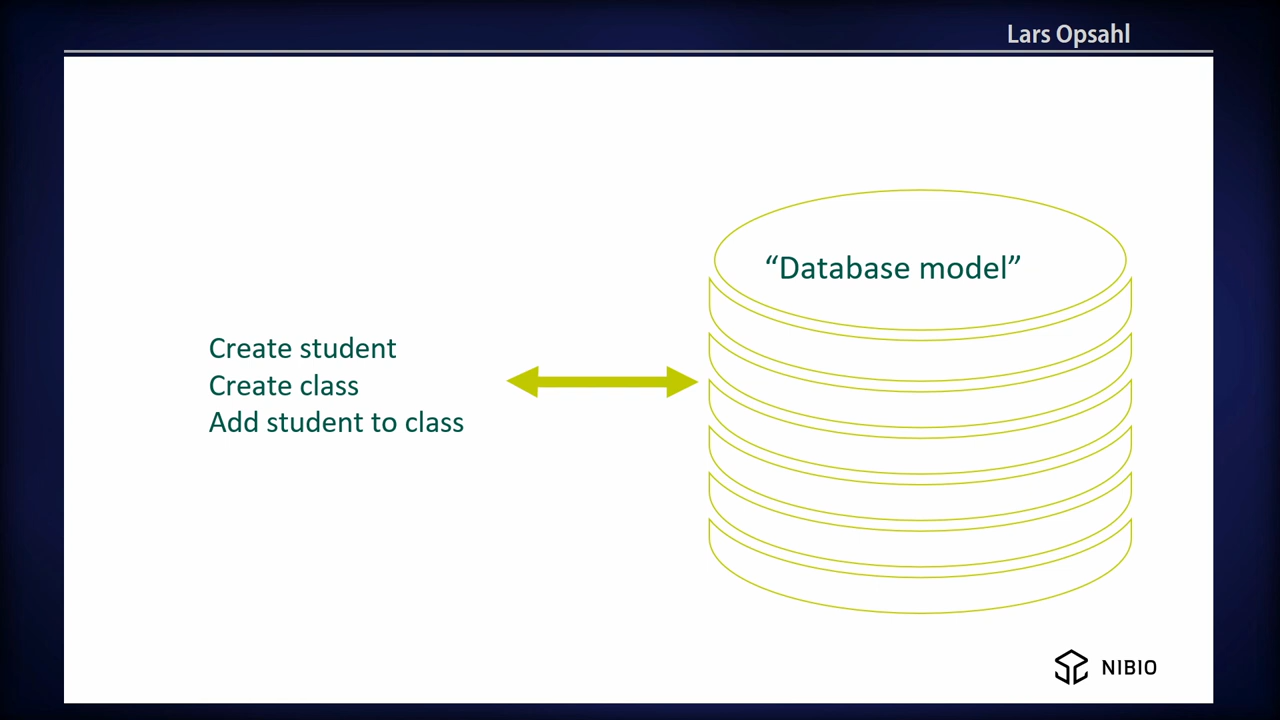 Lars Opsahl
“Database model”
Create student
Create class
Add student to class
NIBIO